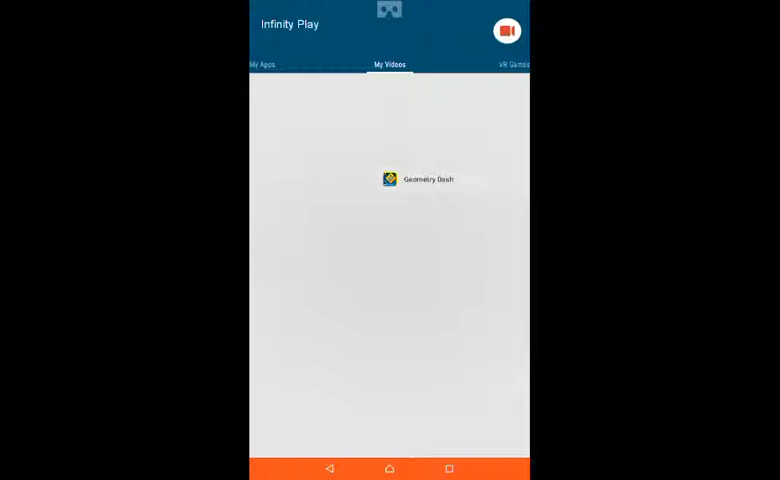 Infinity Play
My Apps
My Videos
VR Games
Geometry Dash